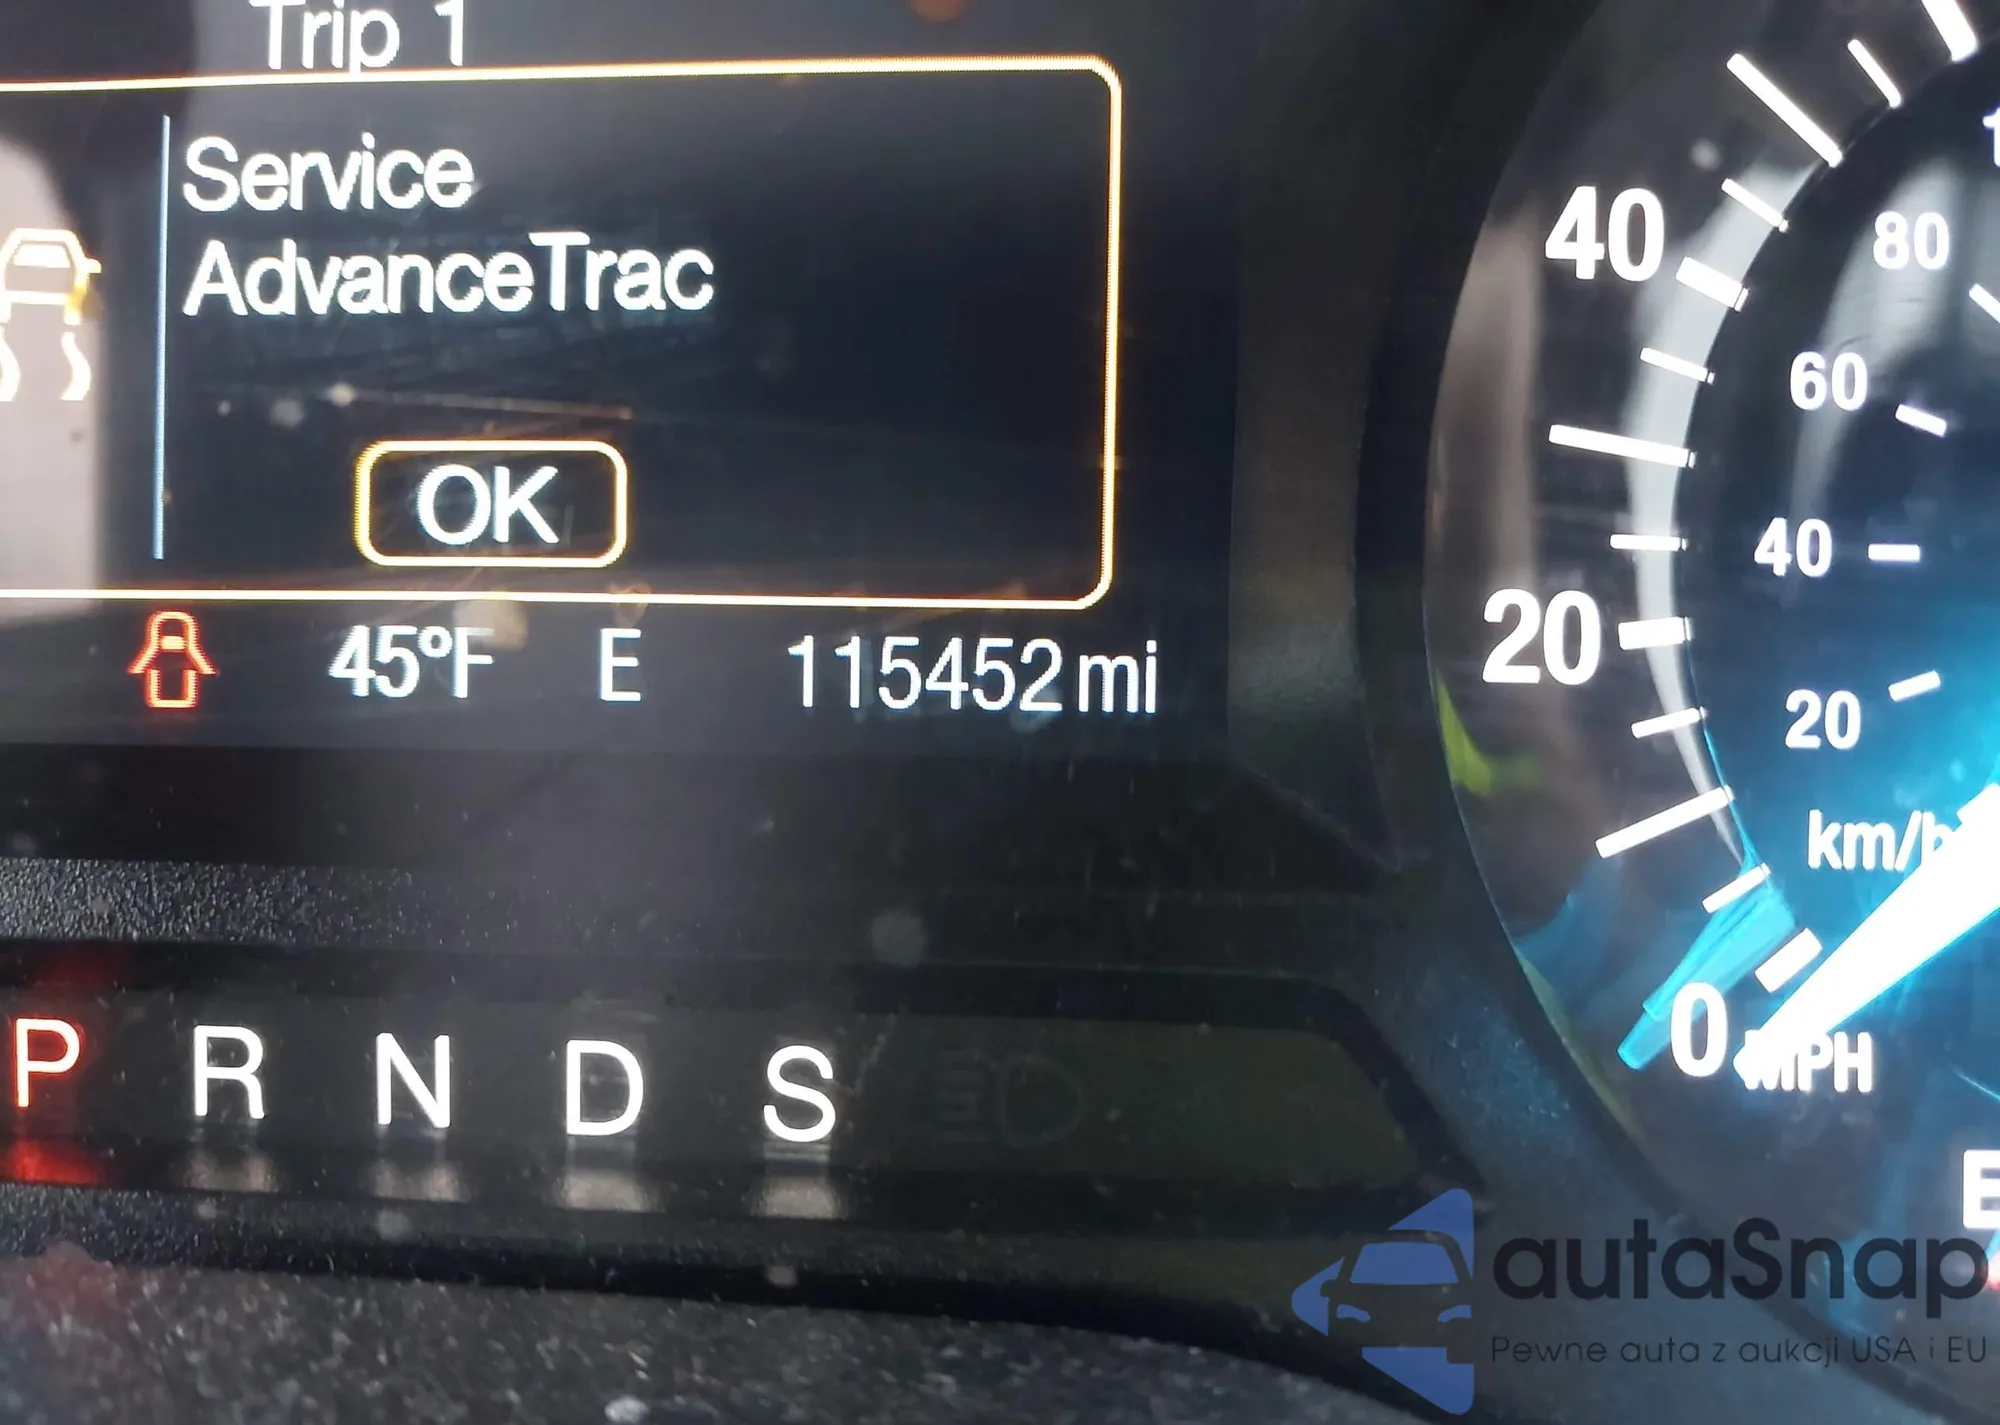 Trip 1
Service
AdvanceTrac
OK
45°F E 115452 mi
P R N D S
40
20
0
MPH
80
60
40
20
km/h
autaSnap
Pewne auta z aukcji USA i EU